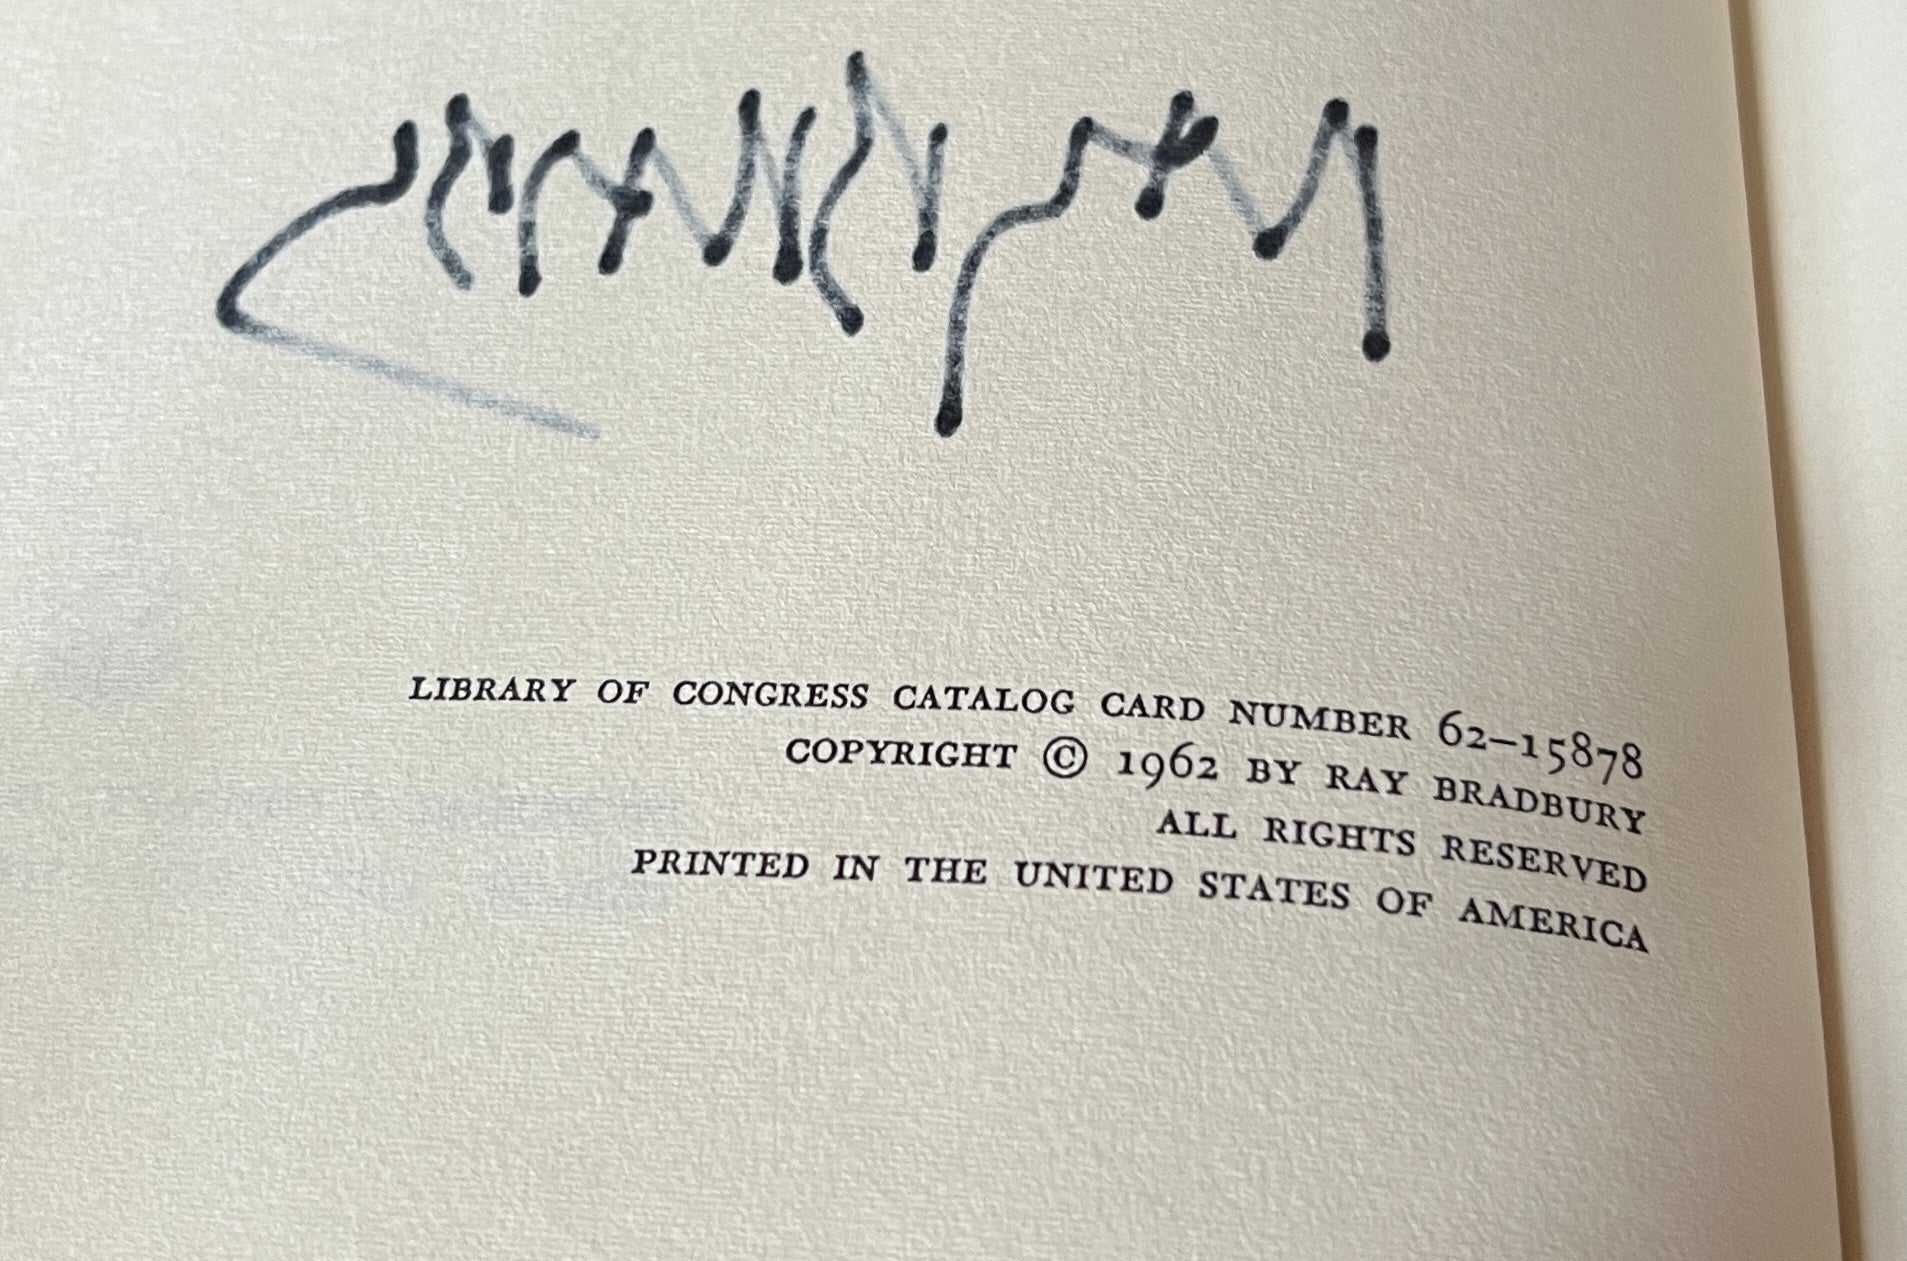 LIBRARY OF CONGRESS CATALOG CARD NUMBER 62–15878
COPYRIGHT © 1962 BY RAY BRADBURY
ALL RIGHTS RESERVED
PRINTED IN THE UNITED STATES OF AMERICA